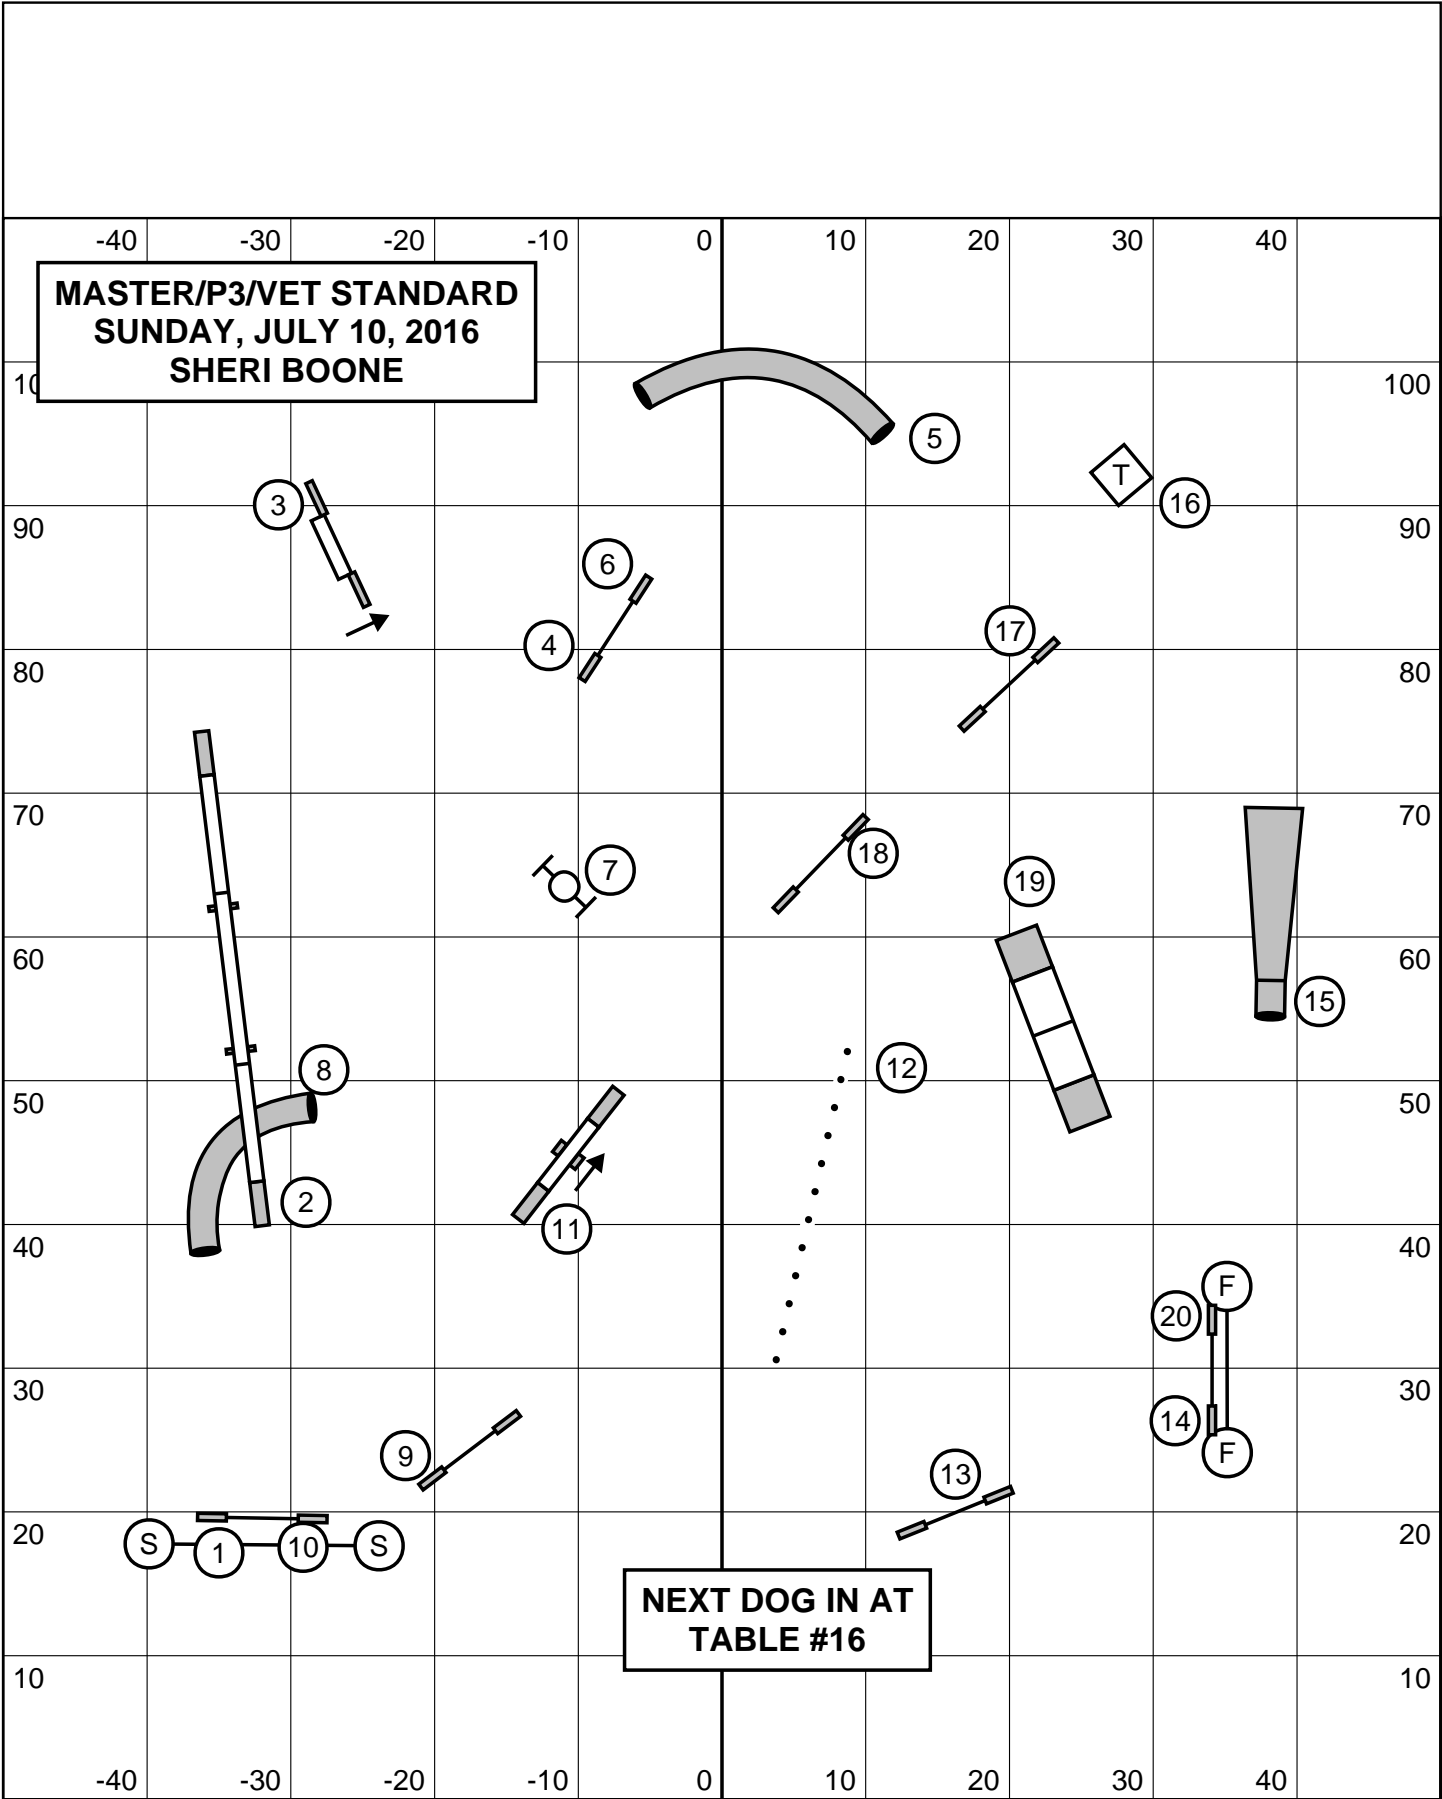 -40 -30 -20 -10 0 10 20 30 40
MASTER/P3/VET STANDARD
SUNDAY, JULY 10, 2016
SHERI BOONE
10 100
5
T
3 16
90 90
6
17
4
80 80
70 70
18
7 19
60 60
15
12
8
50 50
2
11
40 40
F
20
30 30
14
9 F
13
20 20
S 1 10 S
NEXT DOG IN AT
TABLE #16
10 10
-40 -30 -20 -10 0 10 20 30 40